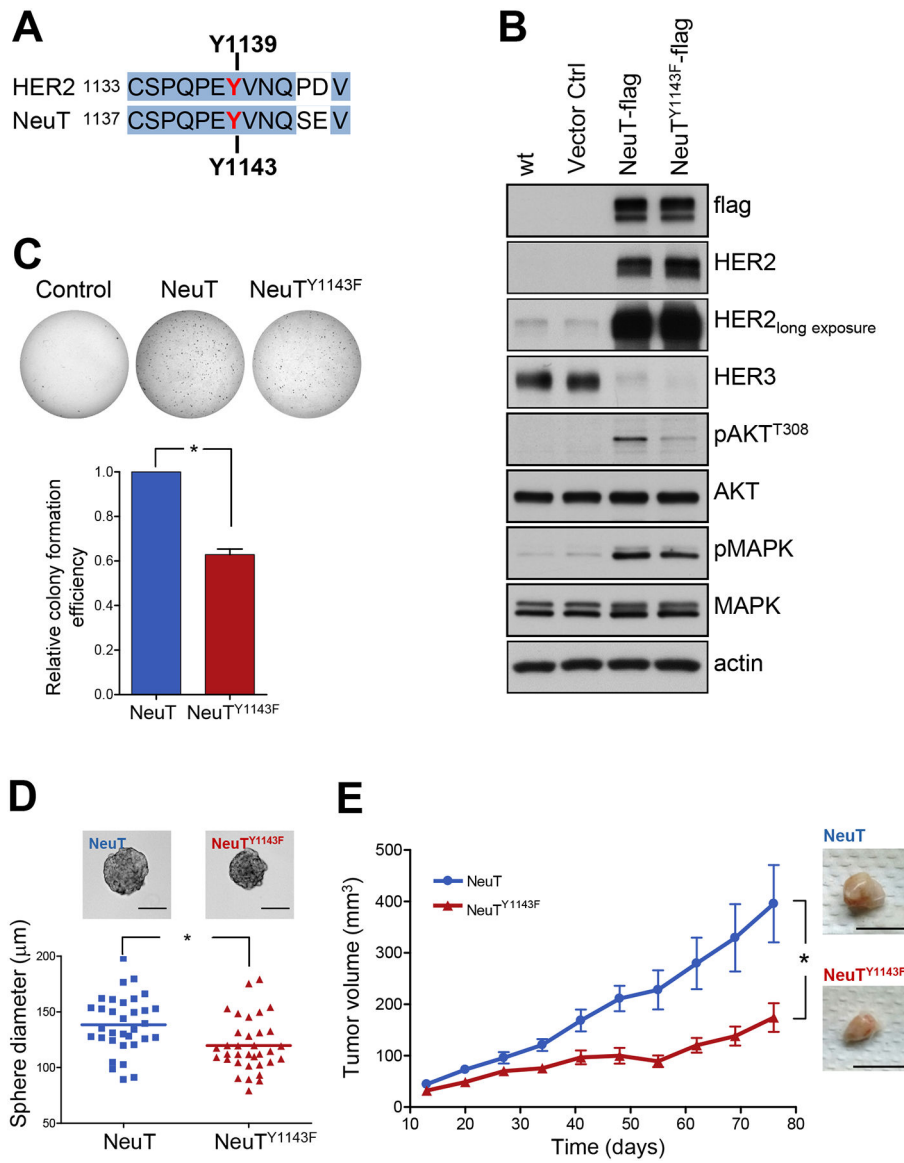 A
Y1139
HER2 1133 CSPQPEYVNQPDV
NeuT 1137 CSPQPEYVNQSEV
Y1143
B
wt
Vector Ctrl
NeuT-flag
NeuTY1143F-flag
flag
HER2
HER2long exposure
HER3
pAKTT308
AKT
pMAPK
MAPK
actin
C
Control NeuT NeuTY1143F
*
Relative colony formation
efficiency
1.0
0.8
0.6
0.4
0.2
0.0
NeuT NeuTY1143F
D
NeuT NeuTY1143F
*
Sphere diameter (μm)
200
150
100
50
NeuT NeuTY1143F
E
NeuT
NeuTY1143F
Tumor volume (mm3)
500
400
300
200
100
0
10 20 30 40 50 60 70 80
Time (days)
*
NeuT
NeuTY1143F